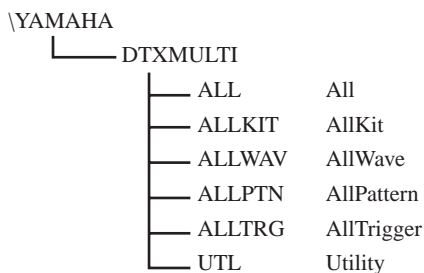 \YAMAHA
DTXMULTI
ALL All
ALLKIT AllKit
ALLWAV AllWave
ALLPTN AllPattern
ALLTRG AllTrigger
UTL Utility